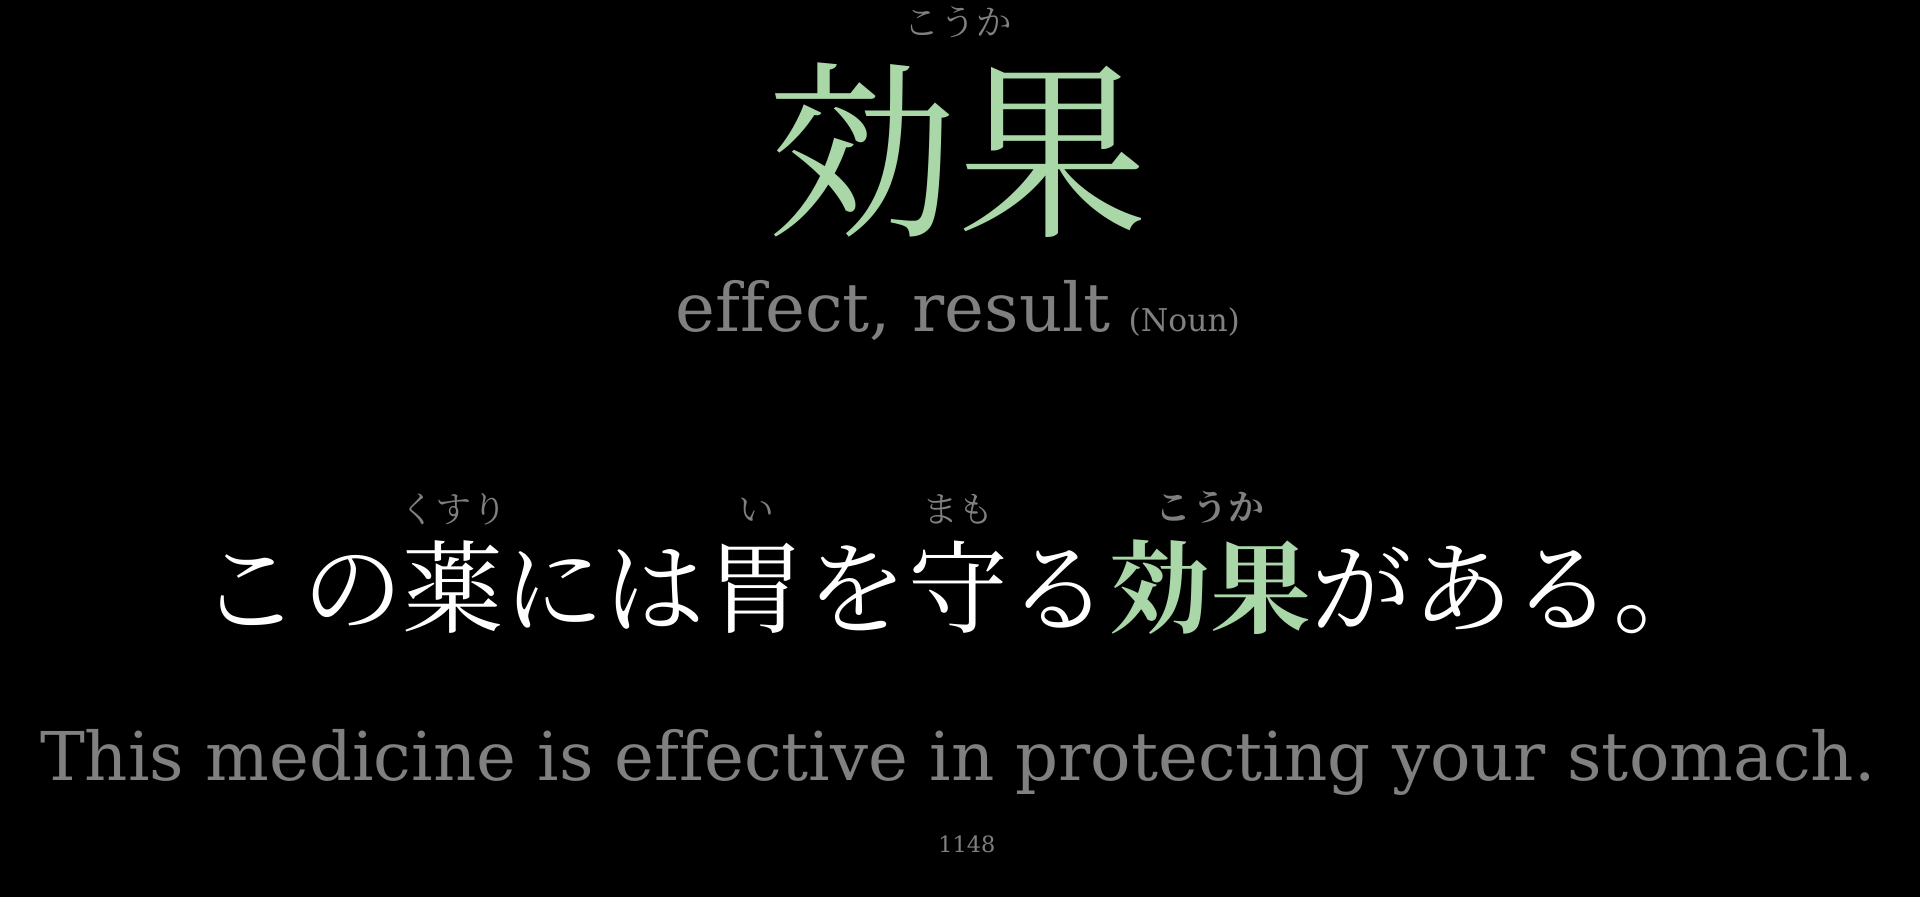 こうか
効果
effect, result (Noun)
くすり い まも こうか
この薬には胃を守る効果がある。
This medicine is effective in protecting your stomach.
1148